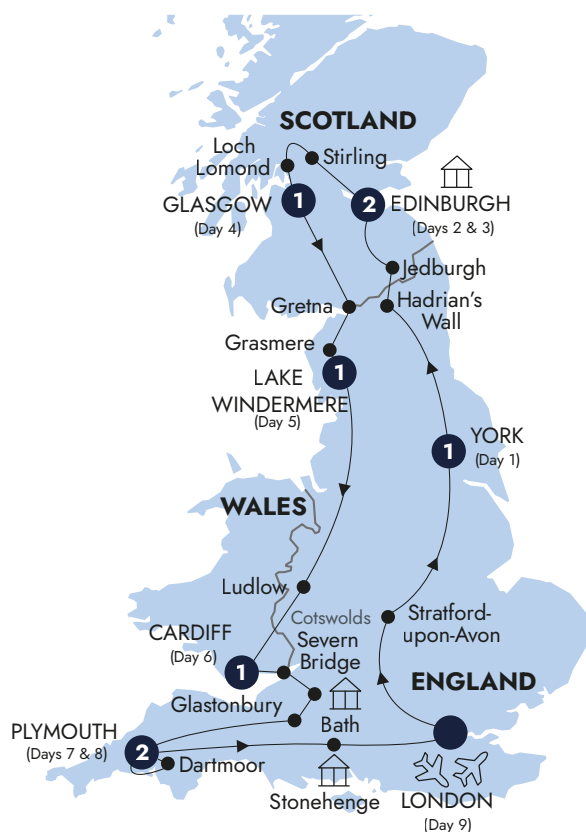 SCOTLAND
Loch
Lomond
Stirling
1
GLASGOW
(Day 4)
2
EDINBURGH
(Days 2 & 3)
Jedburgh
Gretna
Hadrian's
Wall
Grasmere
1
LAKE
WINDERMERE
(Day 5)
1
YORK
(Day 1)
WALES
Ludlow
Cotswolds
Stratford-
upon-Avon
CARDIFF
(Day 6)
1
Severn
Bridge
ENGLAND
Glastonbury
Bath
PLYMOUTH
(Days 7 & 8)
2
Dartmoor
Stonehenge
LONDON
(Day 9)